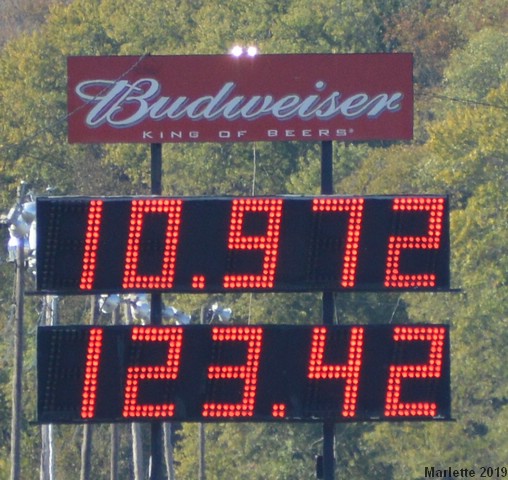 Budweiser
KING OF BEERS®
10.972
123.42
Marlette 2019